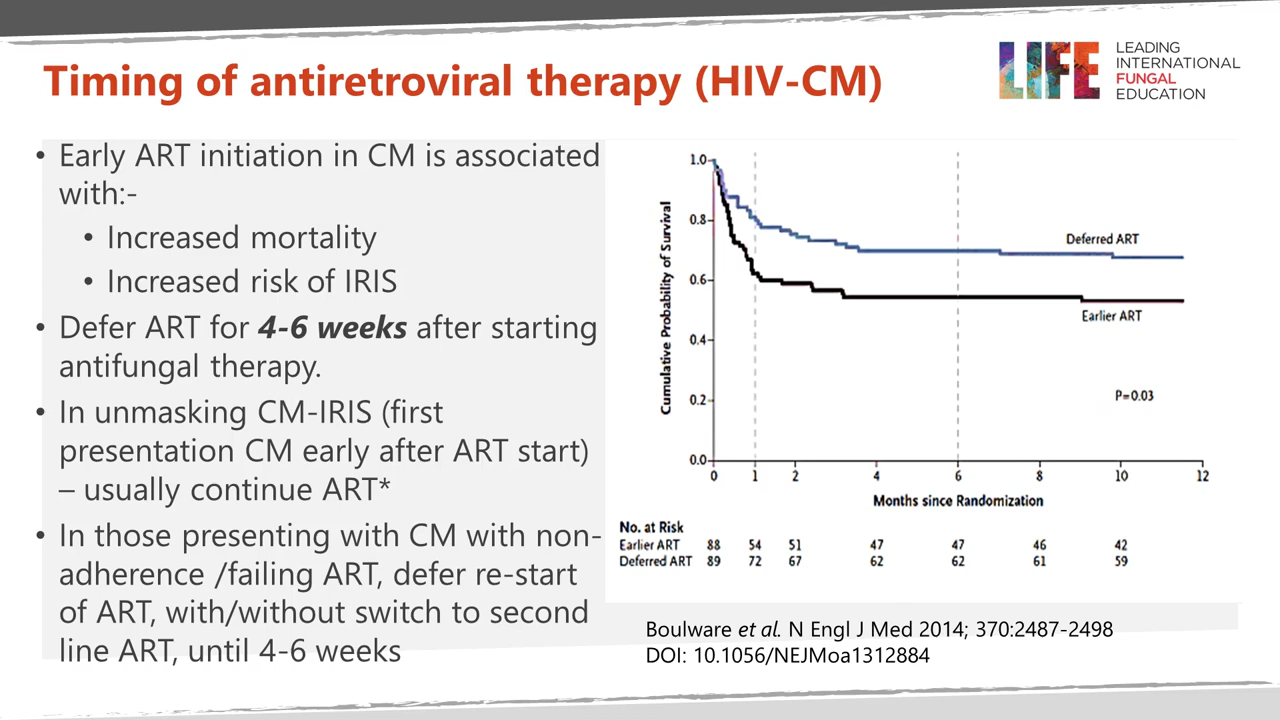 Timing of antiretroviral therapy (HIV-CM)
LIFE
LEADING
INTERNATIONAL
FUNGAL
EDUCATION
• Early ART initiation in CM is associated
with:-
• Increased mortality
• Increased risk of IRIS
• Defer ART for 4-6 weeks after starting
antifungal therapy.
• In unmasking CM-IRIS (first
presentation CM early after ART start)
– usually continue ART*
• In those presenting with CM with non-
adherence /failing ART, defer re-start
of ART, with/without switch to second
line ART, until 4-6 weeks
Cumulative Probability of Survival
1.0
0.8
0.6
0.4
0.2
0.0
Deferred ART
Earlier ART
P=0.03
0 1 2 4 6 8 10 12
Months since Randomization
No. at Risk
Earlier ART 88 54 51 47 47 46 42
Deferred ART 89 72 67 62 62 61 59
Boulware et al. N Engl J Med 2014; 370:2487-2498
DOI: 10.1056/NEJMoa1312884